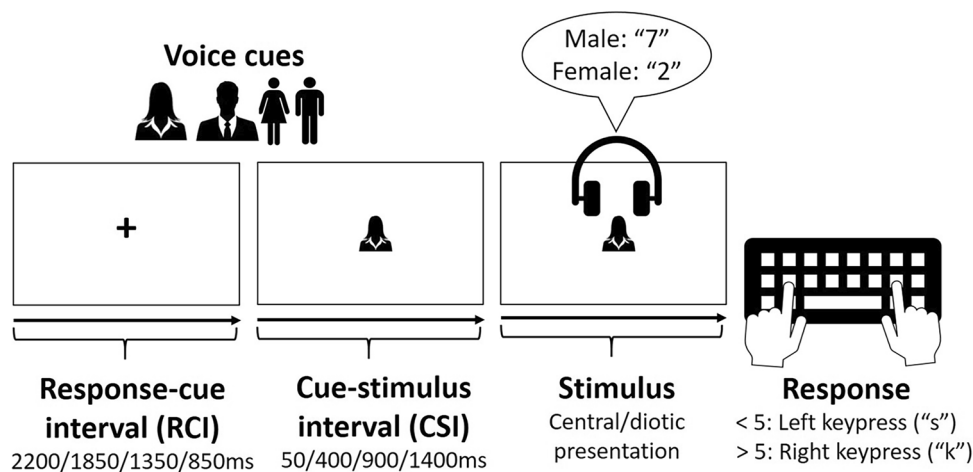 Voice cues
Male: “7”
Female: “2”
Response-cue
interval (RCI)
2200/1850/1350/850ms
Cue-stimulus
interval (CSI)
50/400/900/1400ms
Stimulus
Central/diotic
presentation
Response
< 5: Left keypress (“s”)
> 5: Right keypress (“k”)